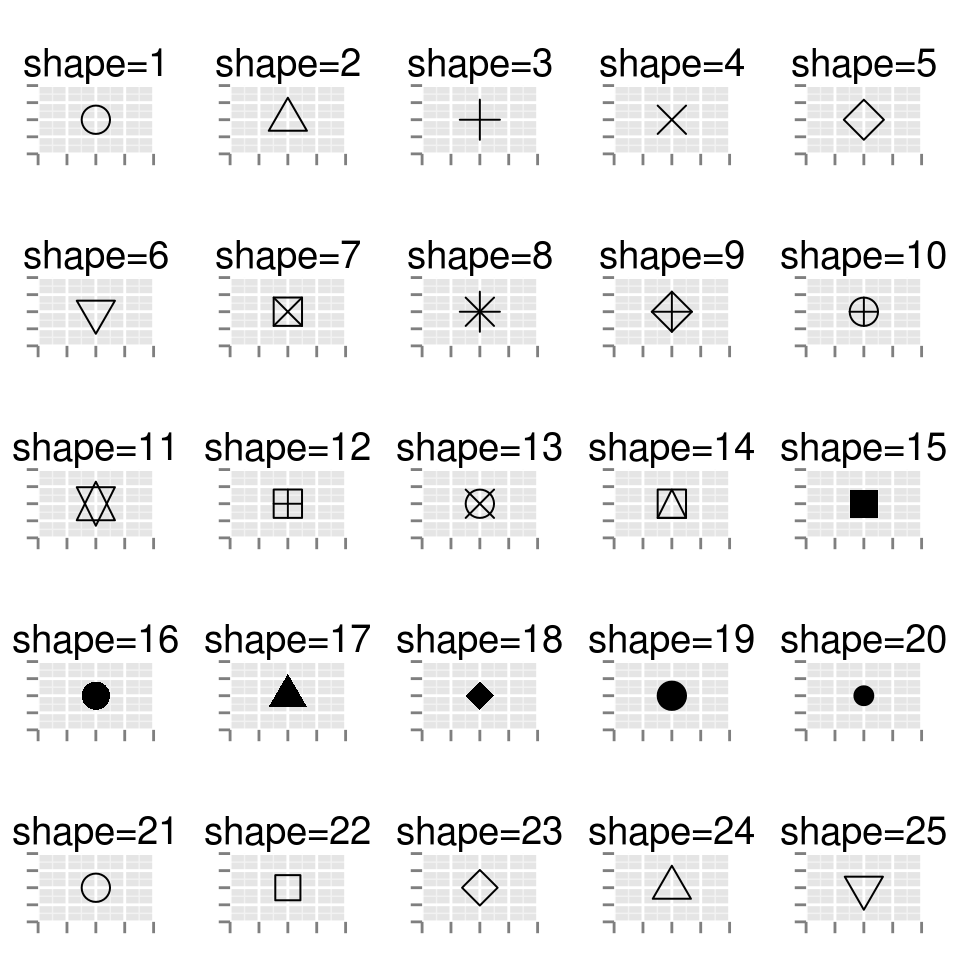 shape=1 shape=2 shape=3 shape=4 shape=5
shape=6 shape=7 shape=8 shape=9 shape=10
shape=11 shape=12 shape=13 shape=14 shape=15
shape=16 shape=17 shape=18 shape=19 shape=20
shape=21 shape=22 shape=23 shape=24 shape=25